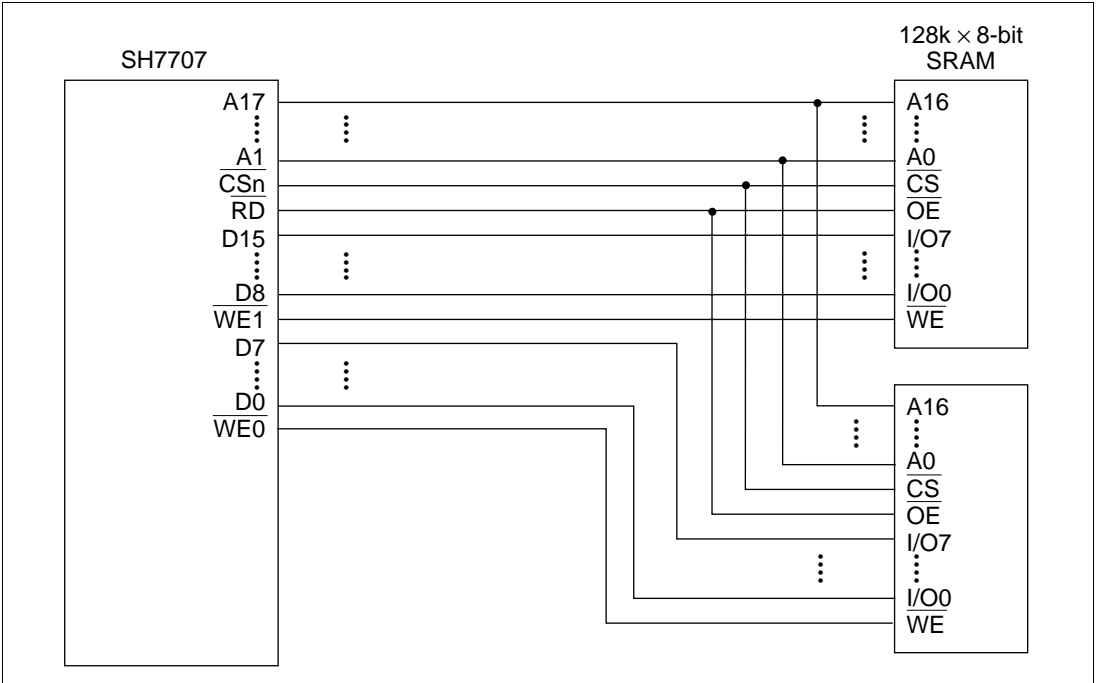 SH7707
A17
A1
CSn
RD
D15
D8
WE1
D7
D0
WE0
128k × 8-bit
SRAM
A16
A0
CS
OE
I/O7
I/O0
WE
A16
A0
CS
OE
I/O7
I/O0
WE